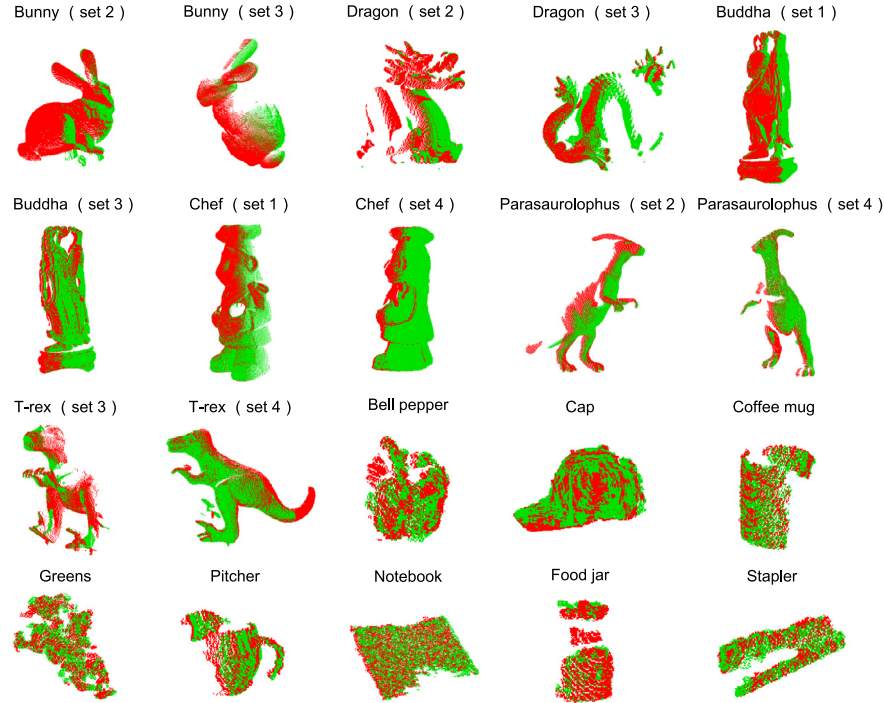 Bunny ( set 2 )
Bunny ( set 3 )
Dragon ( set 2 )
Dragon ( set 3 )
Buddha ( set 1 )
Buddha ( set 3 )
Chef ( set 1 )
Chef ( set 4 )
Parasaurolophus ( set 2 )
Parasaurolophus ( set 4 )
T-rex ( set 3 )
T-rex ( set 4 )
Bell pepper
Cap
Coffee mug
Greens
Pitcher
Notebook
Food jar
Stapler